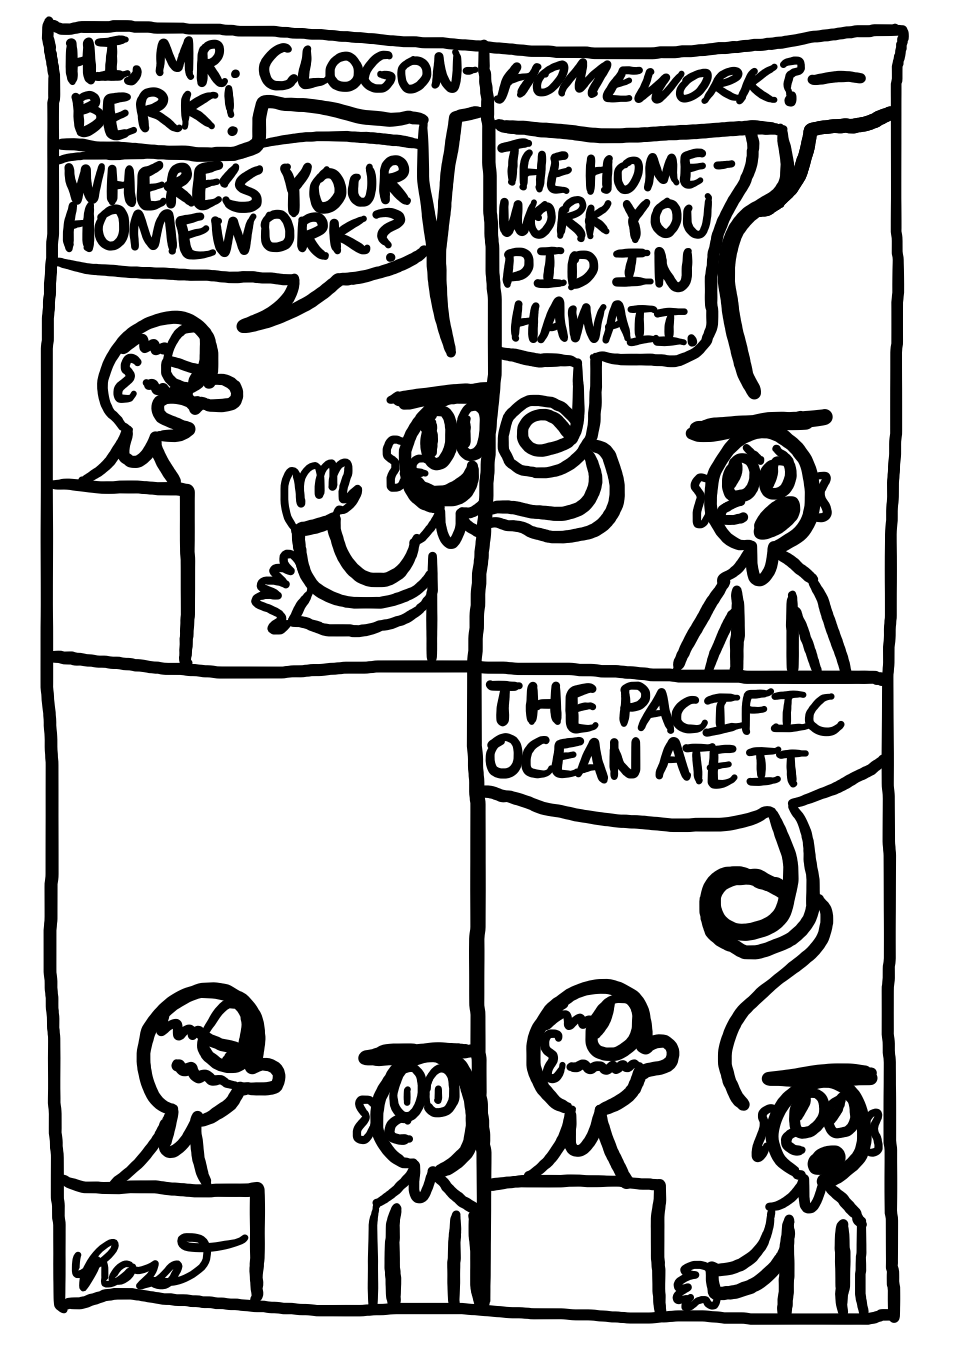 HI, MR. CLOGON-
BERK!
WHERE'S YOUR
HOMEWORK?
HOMEWORK?—
THE HOME-
WORK YOU
DID IN
HAWAII.
THE PACIFIC
OCEAN ATE IT
Ross